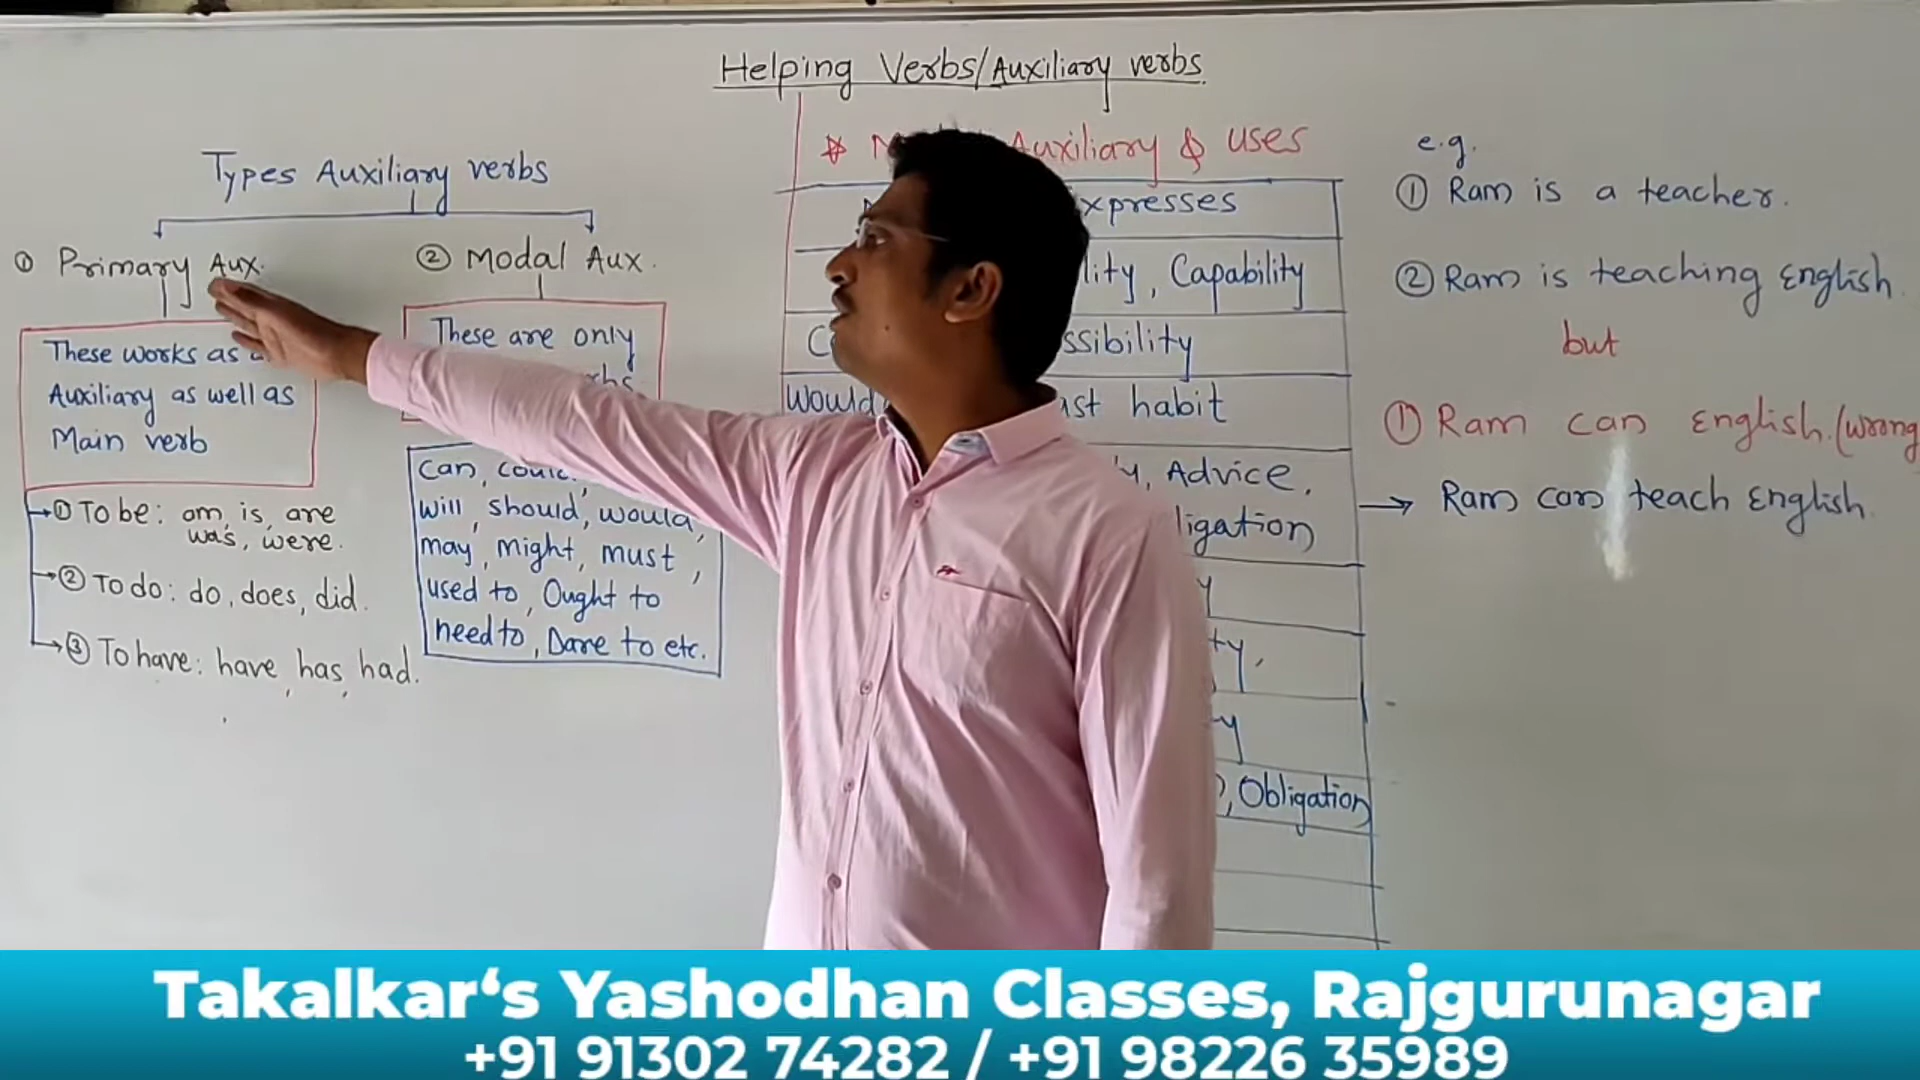 Helping Verbs/Auxiliary verbs.
Types Auxiliary verbs
① Primary Aux.
These works as
Auxiliary as well as
Main verb
① To be: am, is, are
was, were.
② To do: do, does, did.
③ To have: have, has, had.
② Modal Aux.
These are only
can, could,
will, should, would,
may, might, must,
used to, Ought to
need to, Dare to etc.
Auxiliary & uses
xpresses
lity, Capability
ssibility
Would ast habit
y, Advice,
ligation
y
ty,
y
, Obligation
e.g.
① Ram is a teacher.
② Ram is teaching English.
but
① Ram can English. (wrong
→ Ram can teach English.
Takalkar‘s Yashodhan Classes, Rajgurunagar
+91 91302 74282 / +91 98226 35989